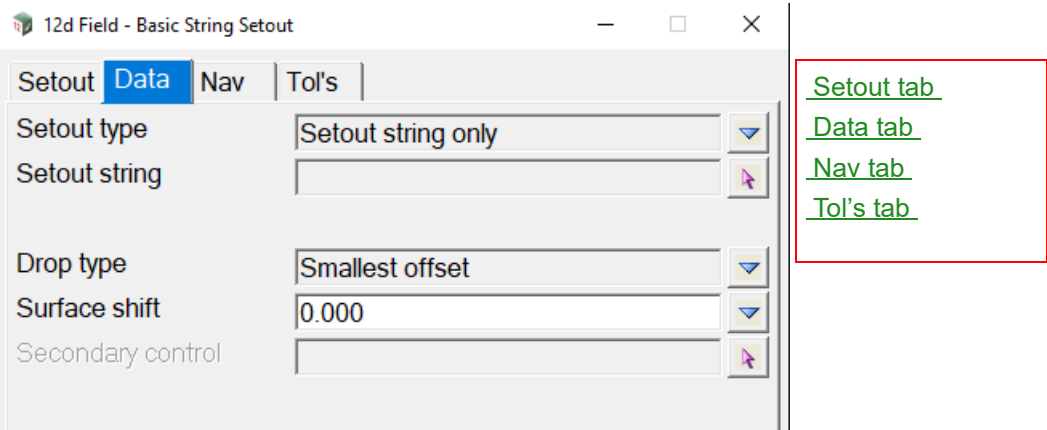 12d Field - Basic String Setout
Setout Data Nav Tol's
Setout type Setout string only
Setout string
Drop type Smallest offset
Surface shift 0.000
Secondary control
Setout tab
Data tab
Nav tab
Tol’s tab